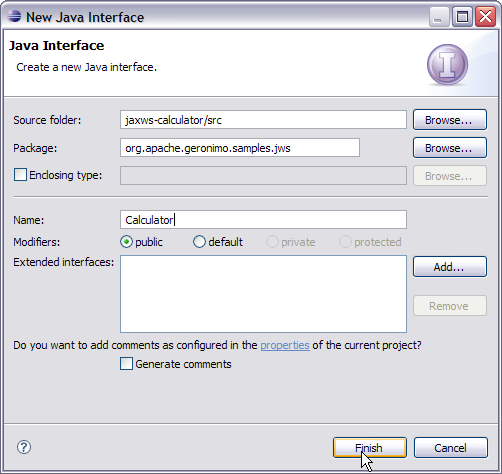 New Java Interface
Java Interface
Create a new Java interface.
I
Source folder: jaxws-calculator/src Browse...
Package: org.apache.geronimo.samples.jws Browse...
Enclosing type: Browse...
Name: Calculator
Modifiers: public default private protected
Extended interfaces: Add...
Remove
Do you want to add comments as configured in the properties of the current project?
Generate comments
? Finish Cancel